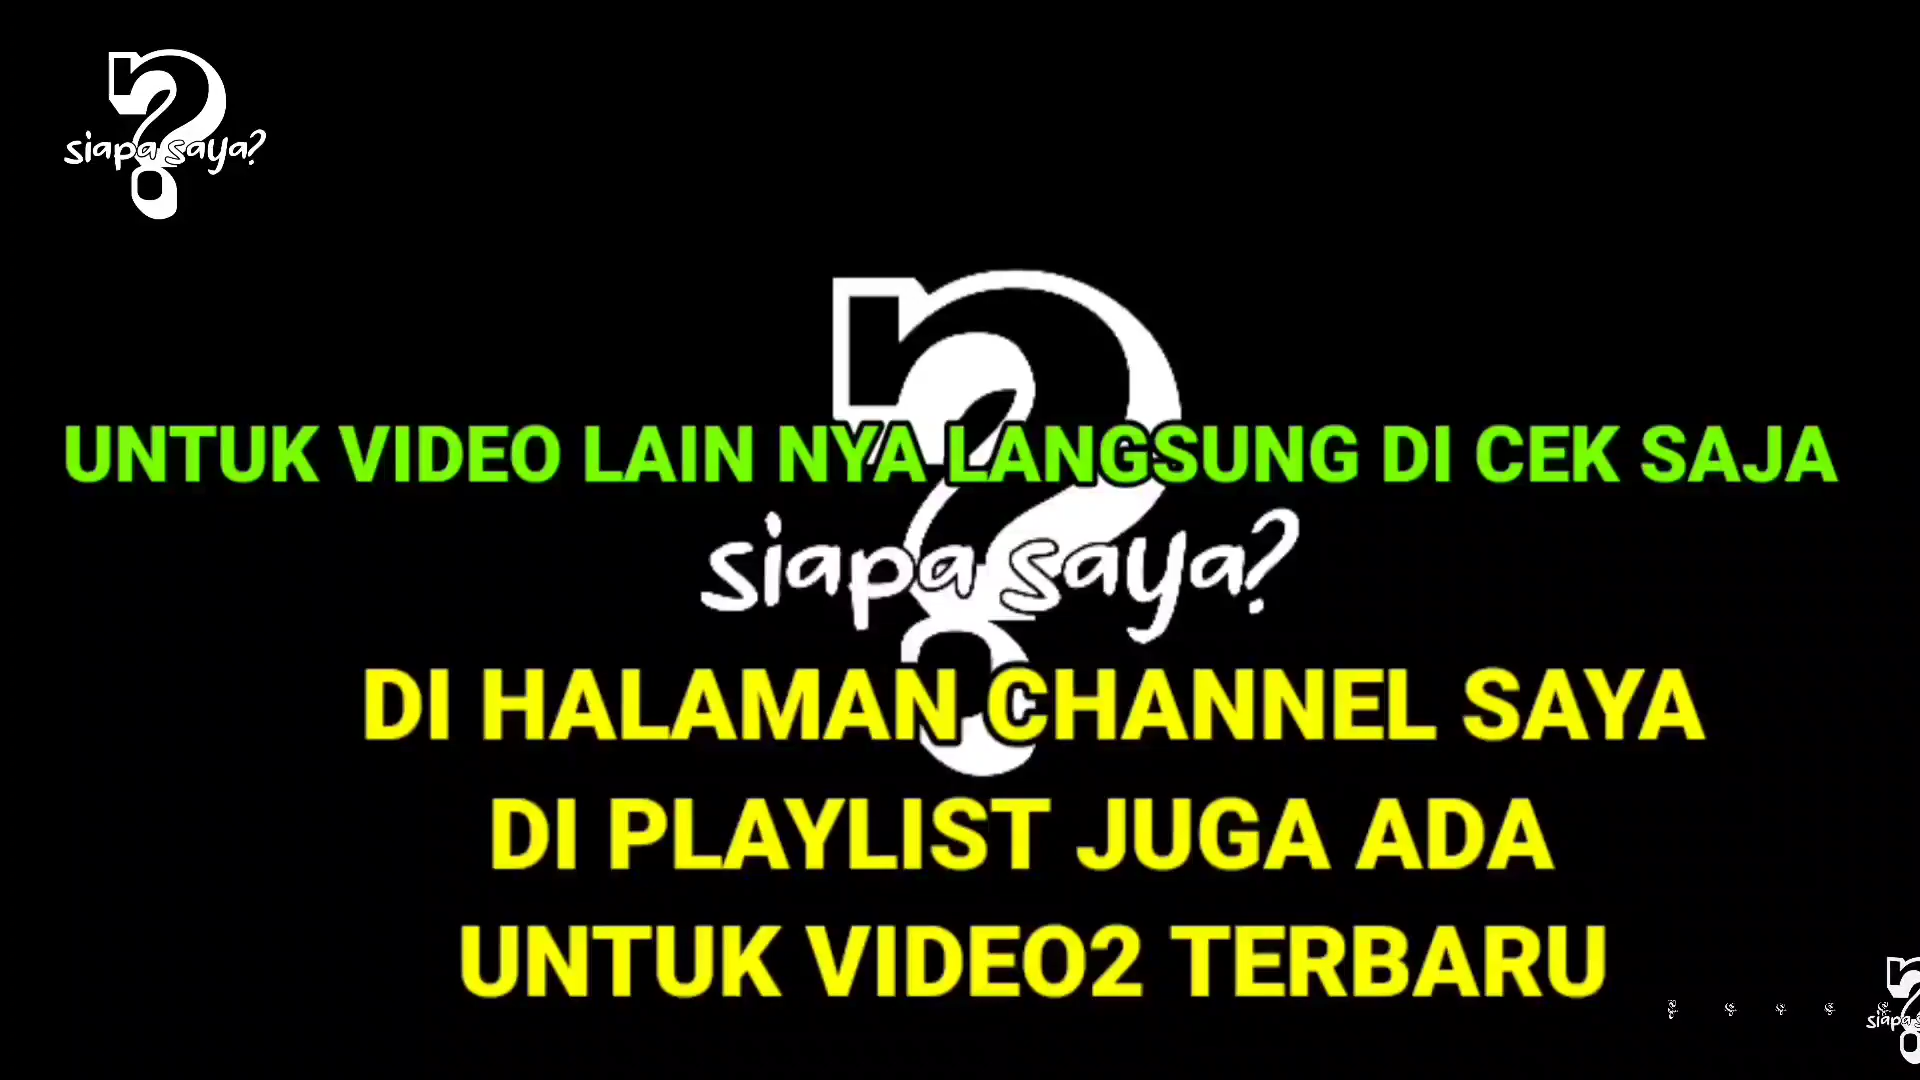 siapa saya?
UNTUK VIDEO LAIN NYA LANGSUNG DI CEK SAJA
siapa saya?
DI HALAMAN CHANNEL SAYA
DI PLAYLIST JUGA ADA
UNTUK VIDEO2 TERBARU
siapa s